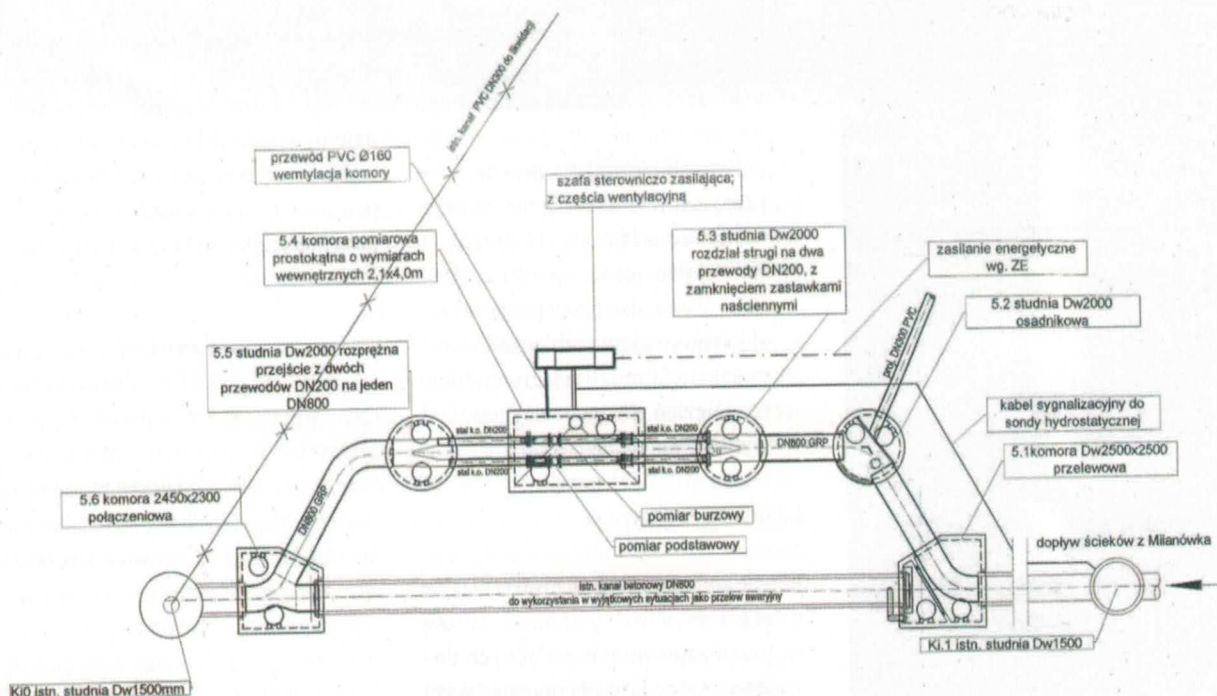 istn. kanał PVC DN300 do likwidacji
przewód PVC Ø160
wemtylacja komory
szafa sterowniczo zasilająca;
z częścia wentylacyjną
5.4 komora pomiarowa
prostokątna o wymiarach
wewnętrznych 2,1x4,0m
5.3 studnia Dw2000
rozdział strugi na dwa
przewody DN200, z
zamknięciem zastawkami
naściennymi
zasilanie energetyczne
wg. ZE
5.2 studnia Dw2000
osadnikowa
5.5 studnia Dw2000 rozprężna
przejście z dwóch
przewodów DN200 na jeden
DN800
proj. DN300 PVC
kabel sygnalizacyjny do
sondy hydrostatycznej
stal k.o. DN200
stal k.o. DN200
stal k.o. DN200
stal k.o. DN200
DN800 GRP
5.1komora Dw2500x2500
przelewowa
5.6 komora 2450x2300
połączeniowa
DN800 GRP
pomiar burzowy
pomiar podstawowy
dopływ ścieków z Milanówka
istn. kanał betonowy DN800
do wykorzystania w wyjątkowych sytuacjach jako przelew awaryjny
Ki.1 istn. studnia Dw1500
Ki0 istn. studnia Dw1500mm